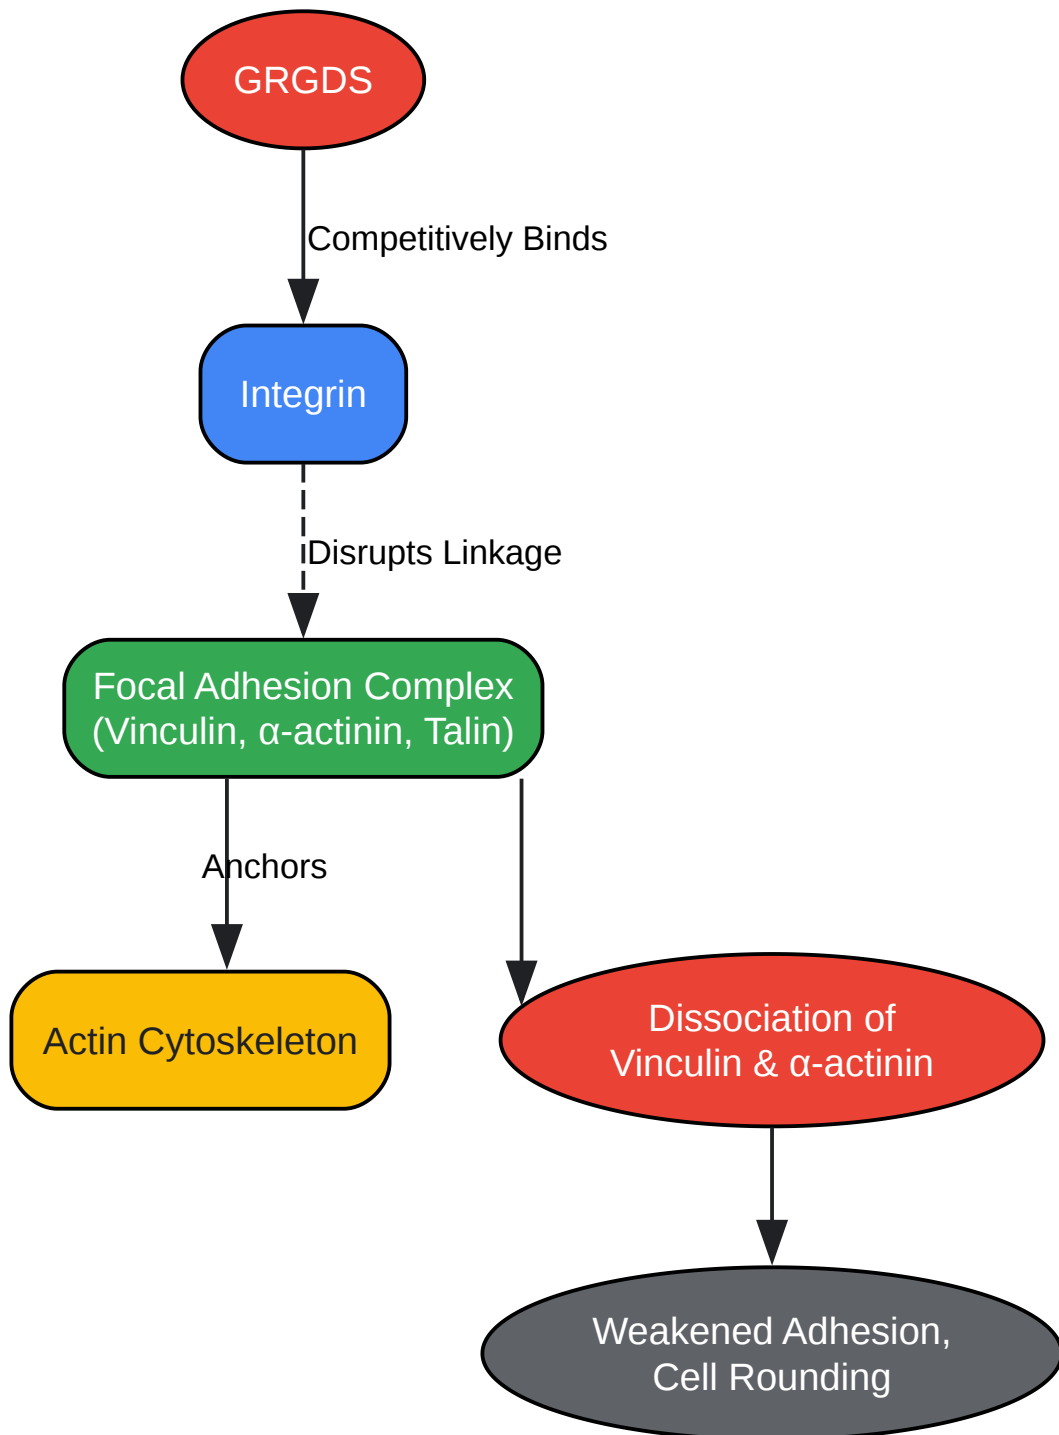 GRGDS
Competitively Binds
Integrin
Disrupts Linkage
Focal Adhesion Complex
(Vinculin, α-actinin, Talin)
Anchors
Actin Cytoskeleton
Dissociation of
Vinculin & α-actinin
Weakened Adhesion,
Cell Rounding